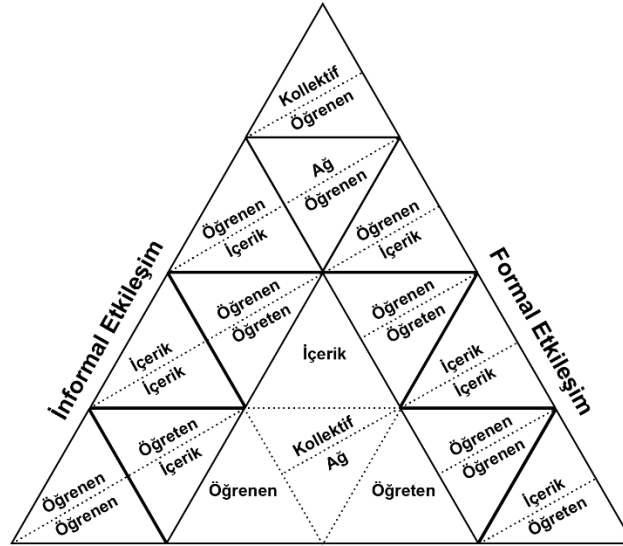 Kollektif
Öğrenen
Ağ
Öğrenen
Öğrenen
İçerik
Öğrenen
İçerik
İnformal Etkileşim
Formal Etkileşim
Öğrenen
Öğreten
Öğrenen
Öğreten
İçerik
İçerik
İçerik
İçerik
İçerik
Öğreten
İçerik
Kollektif
Ağ
Öğrenen
Öğrenen
Öğrenen
Öğrenen
Öğrenen
Öğreten
İçerik
Öğreten